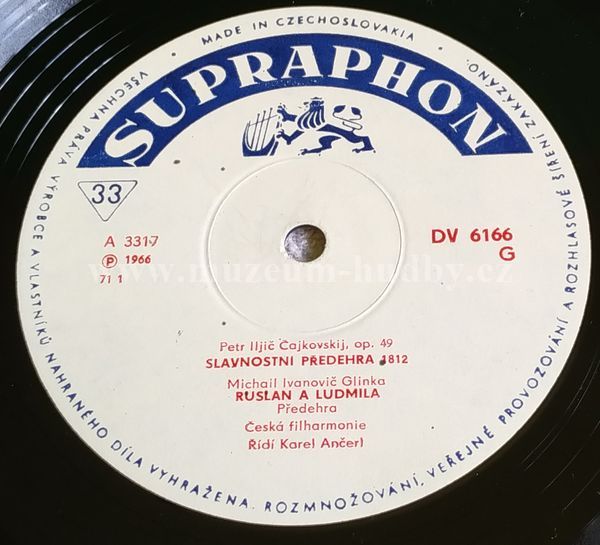 VŠECHNA PRÁVA VÝROBCE A VLASTNÍKŮ NAHRANÉHO DÍLA VYHRAŽENA. ROZMNOŽOVÁNÍ, VEŘEJNÉ PROVOZOVÁNÍ A ROZHLASOVÉ ŠÍŘENÍ ZAKÁZÁNO.
• MADE IN CZECHOSLOVAKIA •
SUPRAPHON
33
A 3317
Ⓟ 1966
71 1
DV 6166
G
www.muzeum-hudby.cz
Petr Iljič Čajkovskij, op. 49
SLAVNOSTNI PŘEDEHRA 1812
Michail Ivanovič Glinka
RUSLAN A LUDMILA
Předehra
Česká filharmonie
Řídí Karel Ančerl